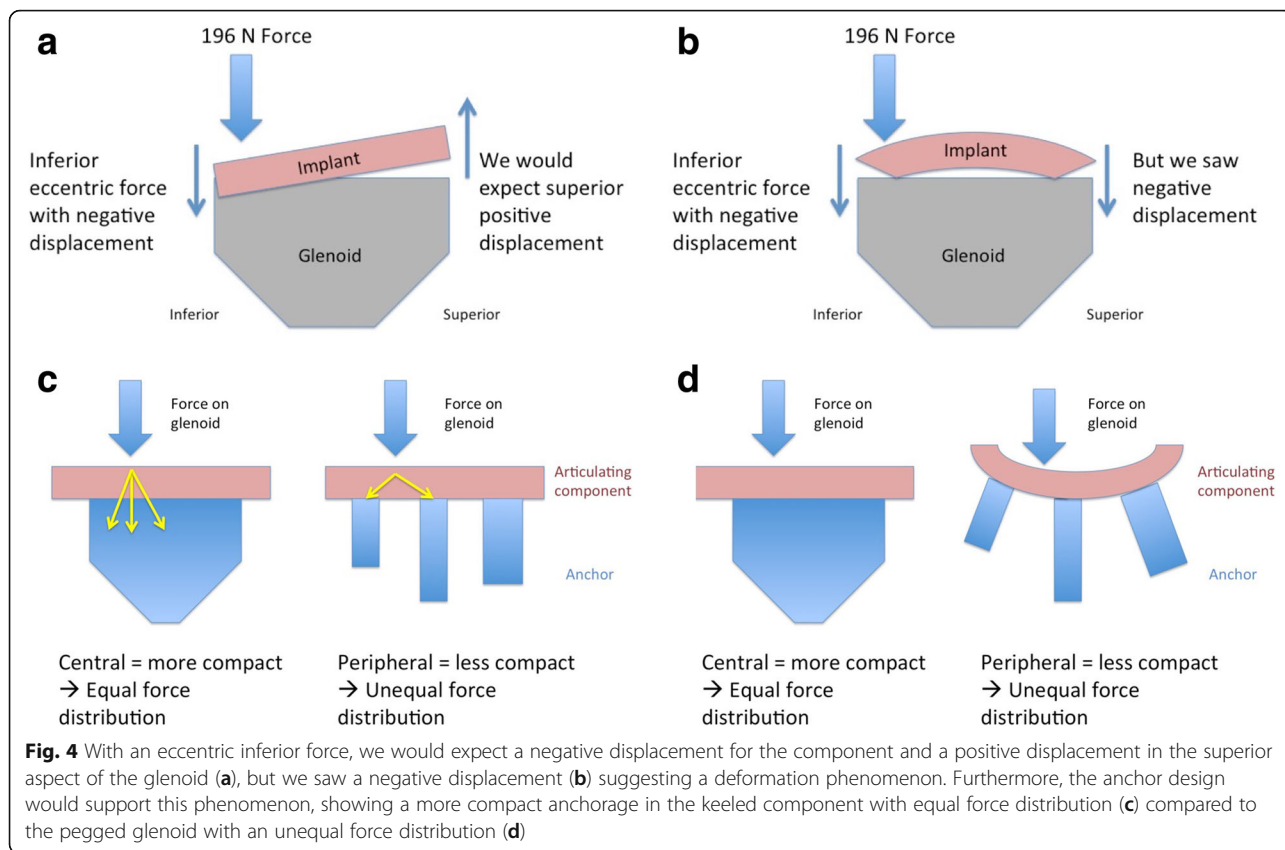 a
196 N Force
Inferior
eccentric force
with negative
displacement
Implant
We would
expect superior
positive
displacement
Glenoid
Inferior
Superior
b
196 N Force
Inferior
eccentric force
with negative
displacement
Implant
But we saw
negative
displacement
Glenoid
Inferior
Superior
c
Force on
glenoid
Force on
glenoid
Articulating
component
Anchor
Central = more compact
→ Equal force
distribution
Peripheral = less compact
→ Unequal force
distribution
d
Force on
glenoid
Force on
glenoid
Articulating
component
Anchor
Central = more compact
→ Equal force
distribution
Peripheral = less compact
→ Unequal force
distribution
Fig. 4 With an eccentric inferior force, we would expect a negative displacement for the component and a positive displacement in the superior
aspect of the glenoid (a), but we saw a negative displacement (b) suggesting a deformation phenomenon. Furthermore, the anchor design
would support this phenomenon, showing a more compact anchorage in the keeled component with equal force distribution (c) compared to
the pegged glenoid with an unequal force distribution (d)